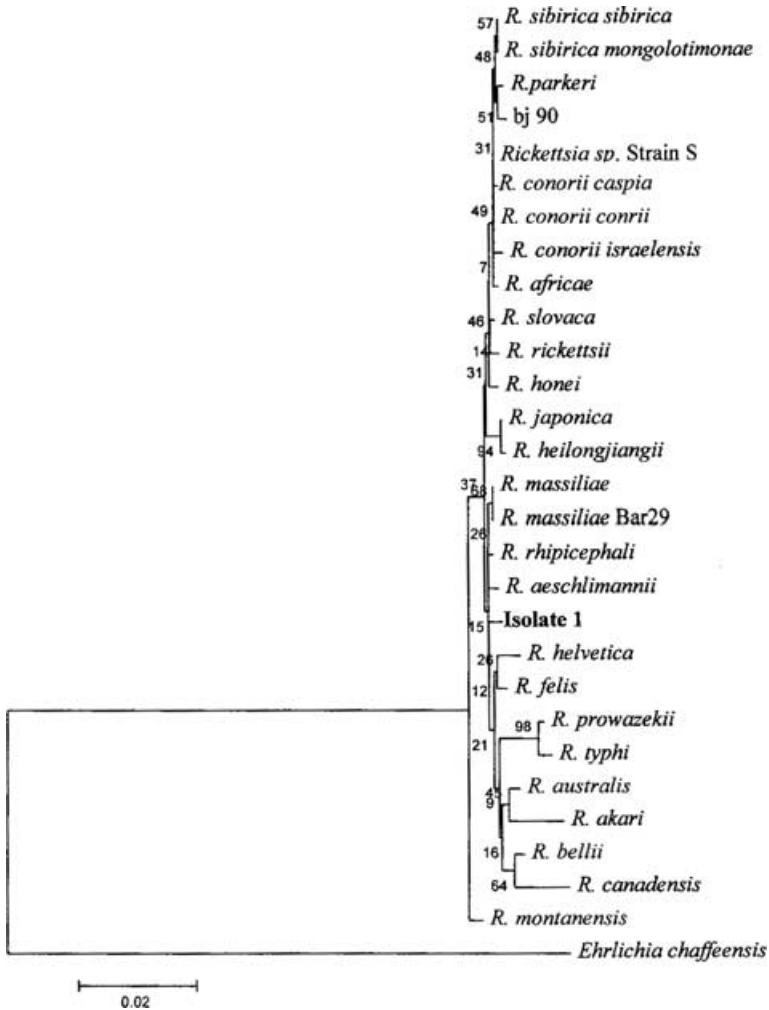 57
R. sibirica sibirica
48
R. sibirica mongolotimonae
R.parkeri
51
bj 90
31
Rickettsia sp. Strain S
R. conorii caspia
49
R. conorii conrii
R. conorii israelensis
7
R. africae
46
R. slovaca
14
R. rickettsii
31
R. honei
R. japonica
94
R. heilongjiangii
37
68
R. massiliae
R. massiliae Bar29
26
R. rhipicephali
R. aeschlimannii
15
Isolate 1
26
R. helvetica
12
R. felis
98
R. prowazekii
21
R. typhi
45
R. australis
9
R. akari
16
R. bellii
64
R. canadensis
R. montanensis
Ehrlichia chaffeensis
0.02